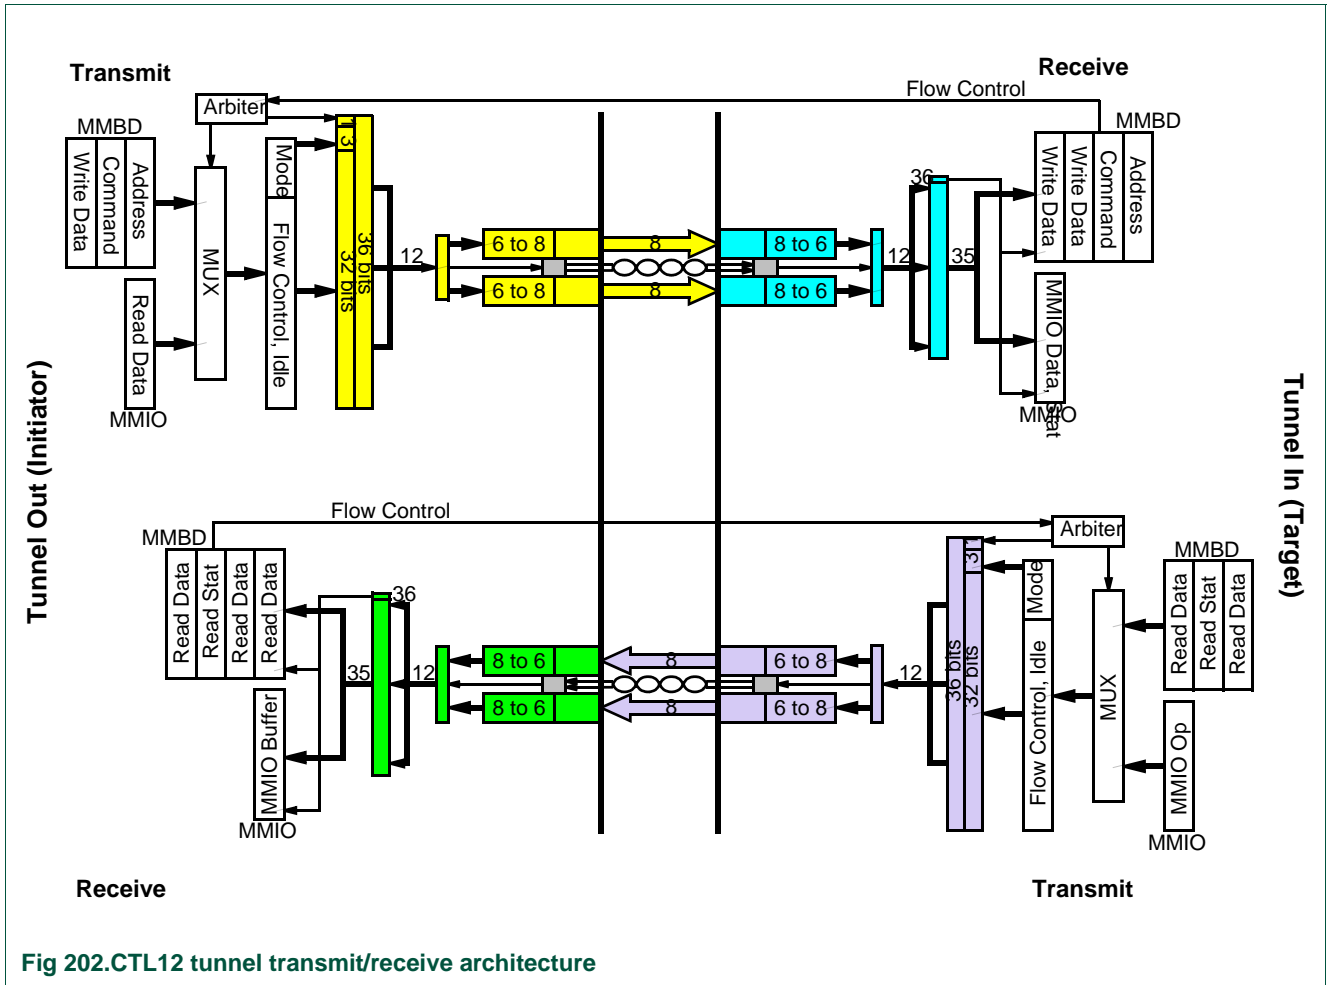 Transmit
Receive
Flow Control
Arbiter
MMBD
Write Data
Command
Address
Read Data
MMIO
MUX
Mode
Flow Control, Idle
1
3
32 bits
36 bits
12
6 to 8
8
8 to 6
6 to 8
8
8 to 6
12
36
35
MMBD
Write Data
Write Data
Command
Address
MMIO Data, Stat
MMIO
Tunnel Out (Initiator)
Tunnel In (Target)
Flow Control
MMBD
Read Data
Read Stat
Read Data
Read Data
MMIO Buffer
MMIO
35
36
12
8 to 6
8
6 to 8
8 to 6
8
6 to 8
12
36 bits
32 bits
3
1
Mode
Flow Control, Idle
Arbiter
MUX
MMBD
Read Data
Read Stat
Read Data
MMIO Op
MMIO
Receive
Transmit
Fig 202.CTL12 tunnel transmit/receive architecture